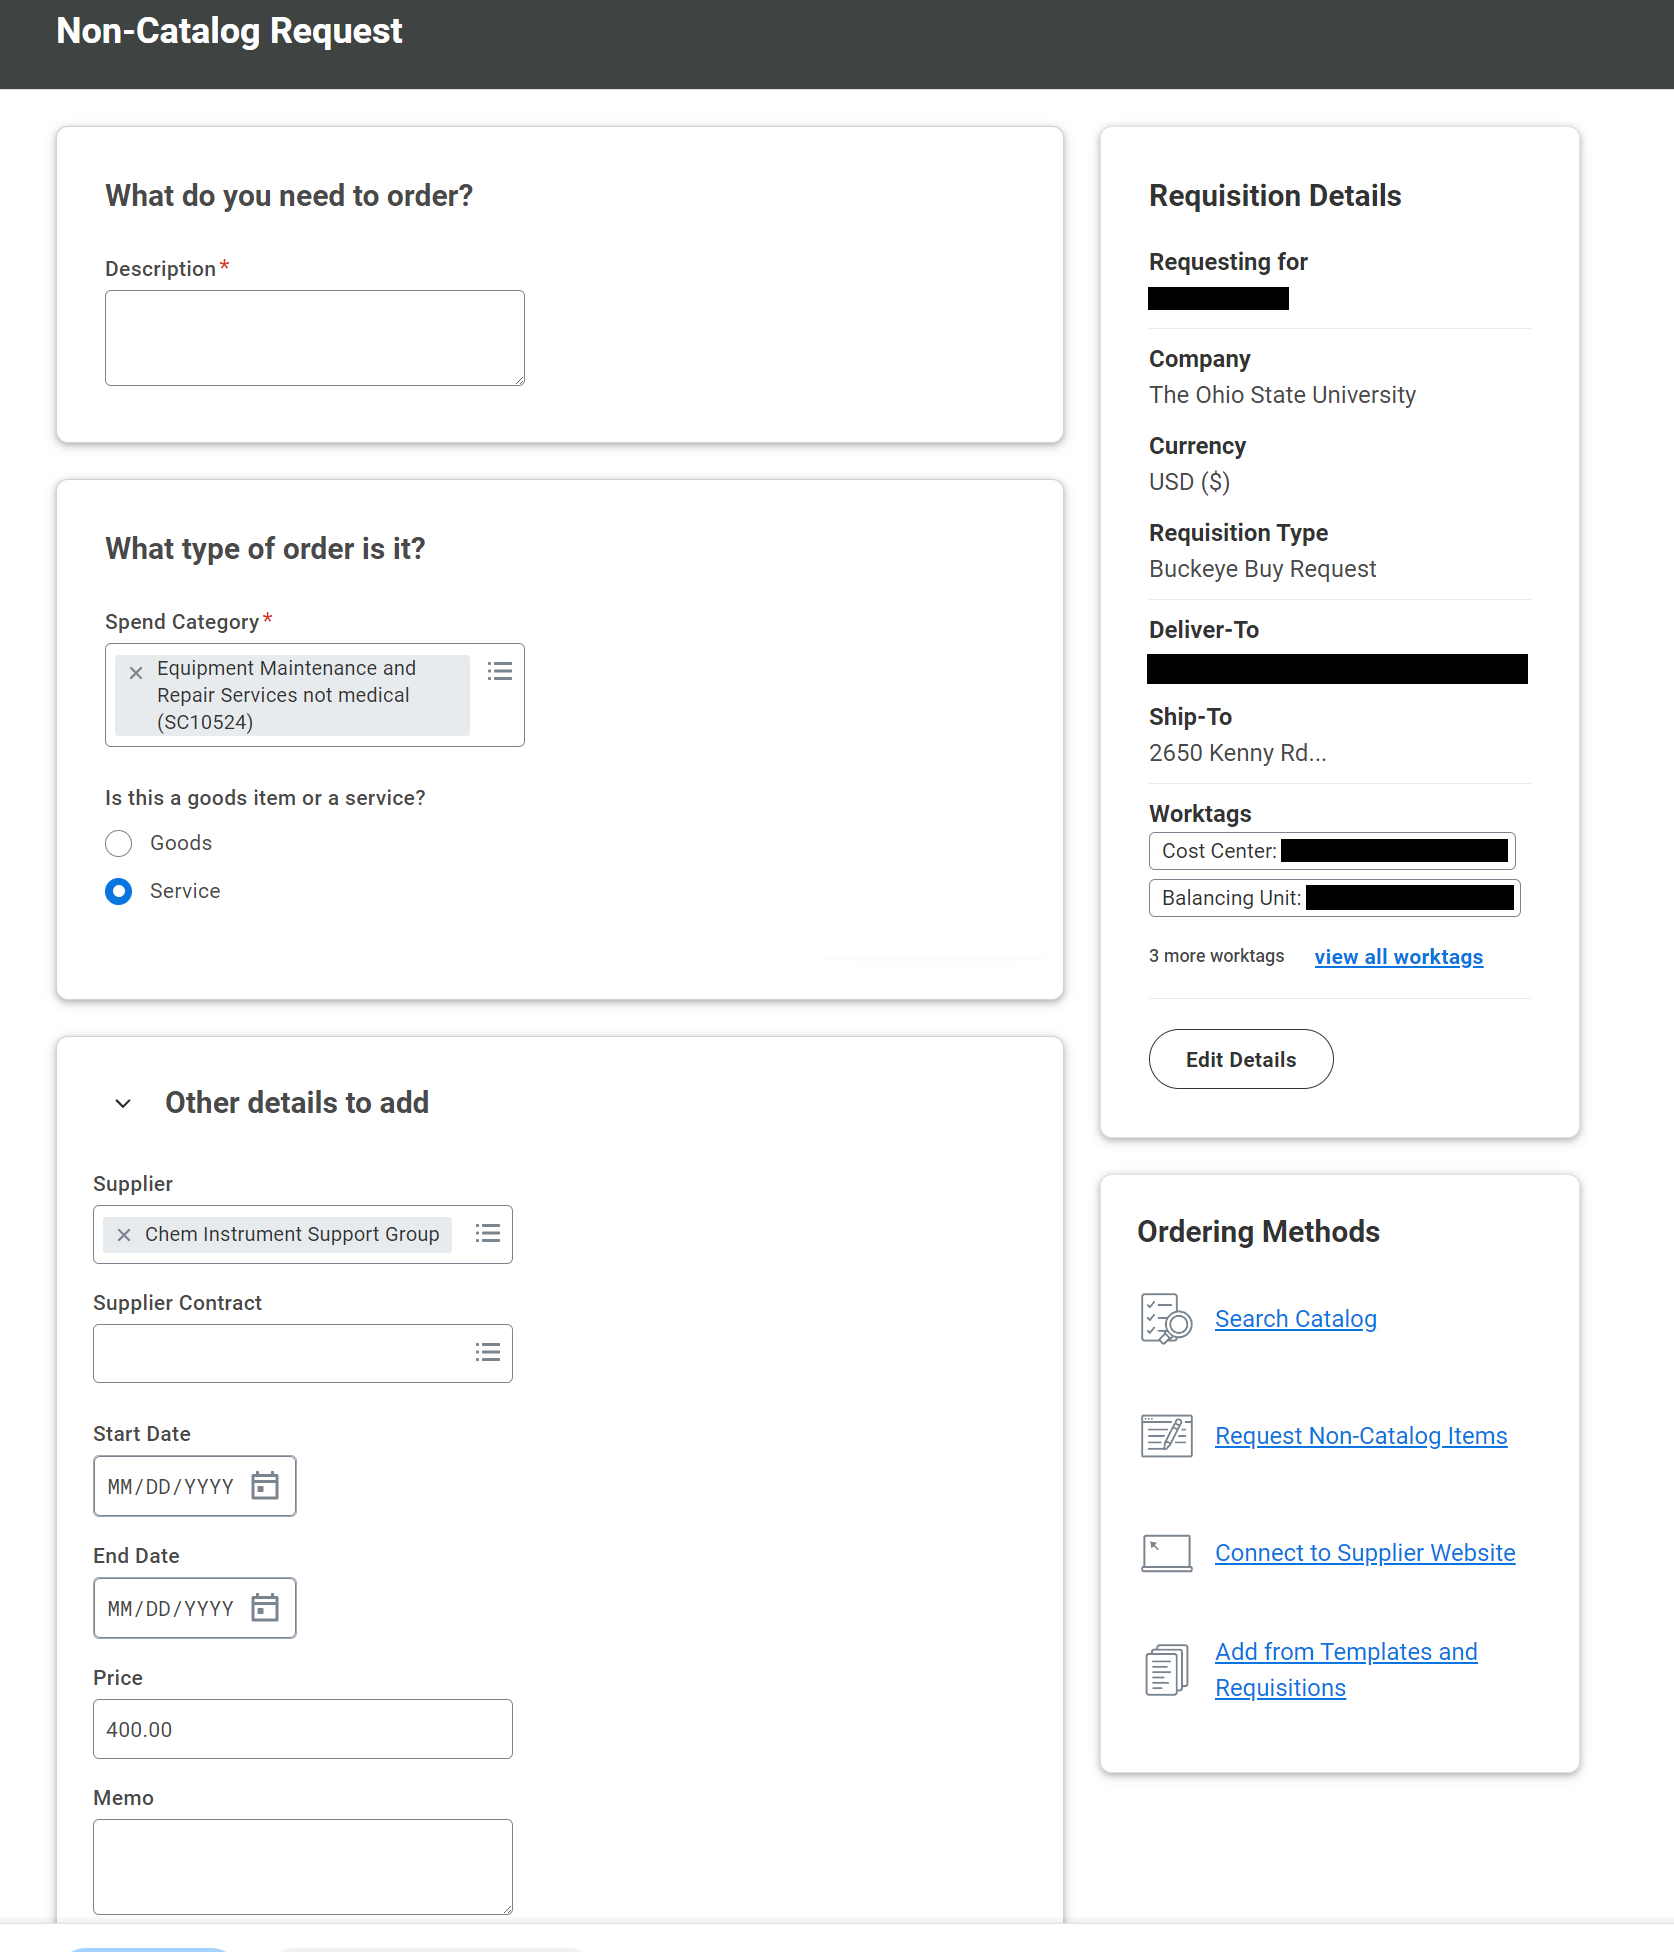 Non-Catalog Request
What do you need to order?
Description*
What type of order is it?
Spend Category*
Equipment Maintenance and
Repair Services not medical
(SC10524)
Is this a goods item or a service?
Goods
Service
Other details to add
Supplier
Chem Instrument Support Group
Supplier Contract
Start Date
MM/DD/YYYY
End Date
MM/DD/YYYY
Price
400.00
Memo
Requisition Details
Requesting for
Company
The Ohio State University
Currency
USD ($)
Requisition Type
Buckeye Buy Request
Deliver-To
Ship-To
2650 Kenny Rd...
Worktags
Cost Center:
Balancing Unit:
3 more worktags view all worktags
Edit Details
Ordering Methods
Search Catalog
Request Non-Catalog Items
Connect to Supplier Website
Add from Templates and
Requisitions